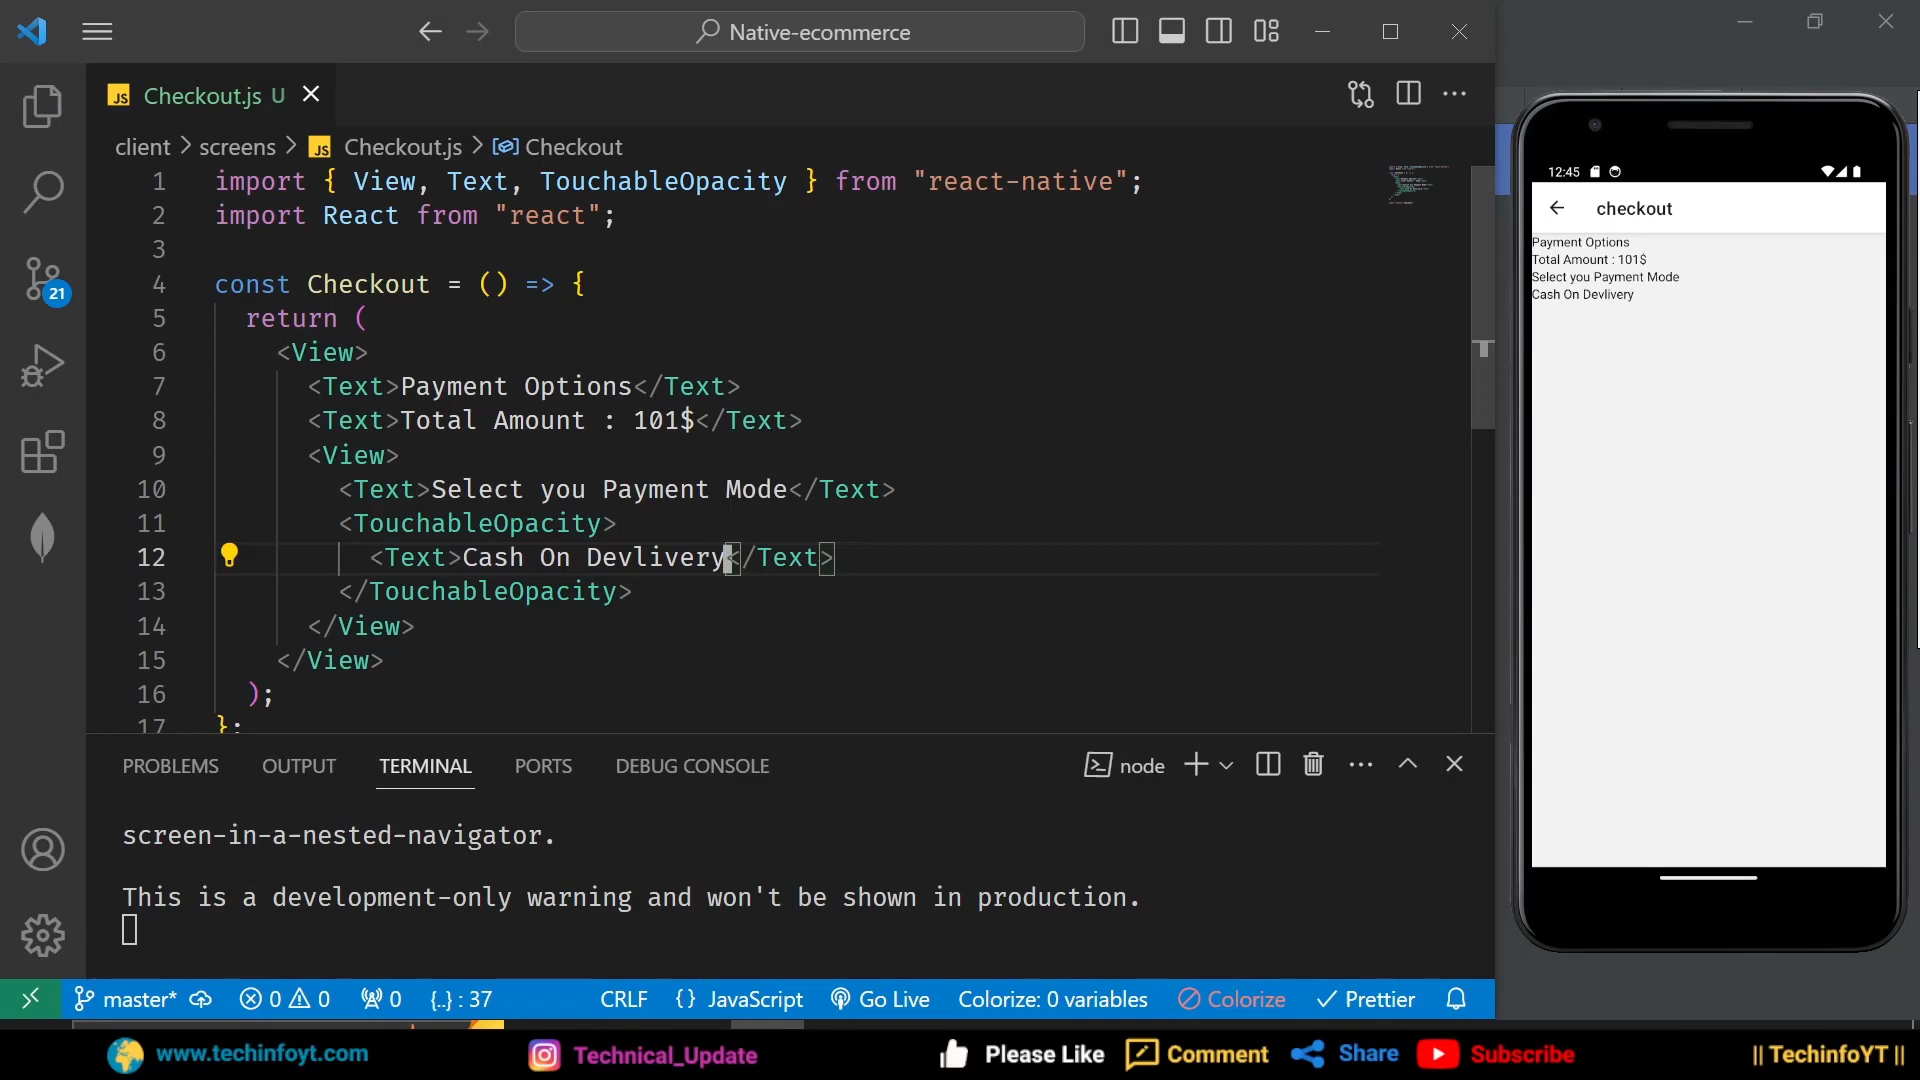 Native-ecommerce
JS Checkout.js U
client > screens > JS Checkout.js > Checkout
1 import { View, Text, TouchableOpacity } from "react-native";
2 import React from "react";
3
4 const Checkout = () => {
5 return (
6 <View>
7 <Text>Payment Options</Text>
8 <Text>Total Amount : 101$</Text>
9 <View>
10 <Text>Select you Payment Mode</Text>
11 <TouchableOpacity>
12 <Text>Cash On Devlivery</Text>
13 </TouchableOpacity>
14 </View>
15 </View>
16 );
17 };
21
PROBLEMS OUTPUT TERMINAL PORTS DEBUG CONSOLE node
screen-in-a-nested-navigator.
This is a development-only warning and won't be shown in production.
master* 0 0 0 {..} : 37 CRLF {} JavaScript Go Live Colorize: 0 variables Colorize Prettier
12:45
checkout
Payment Options
Total Amount : 101$
Select you Payment Mode
Cash On Devlivery
www.techinfoyt.com Technical_Update Please Like Comment Share Subscribe || TechinfoYT ||